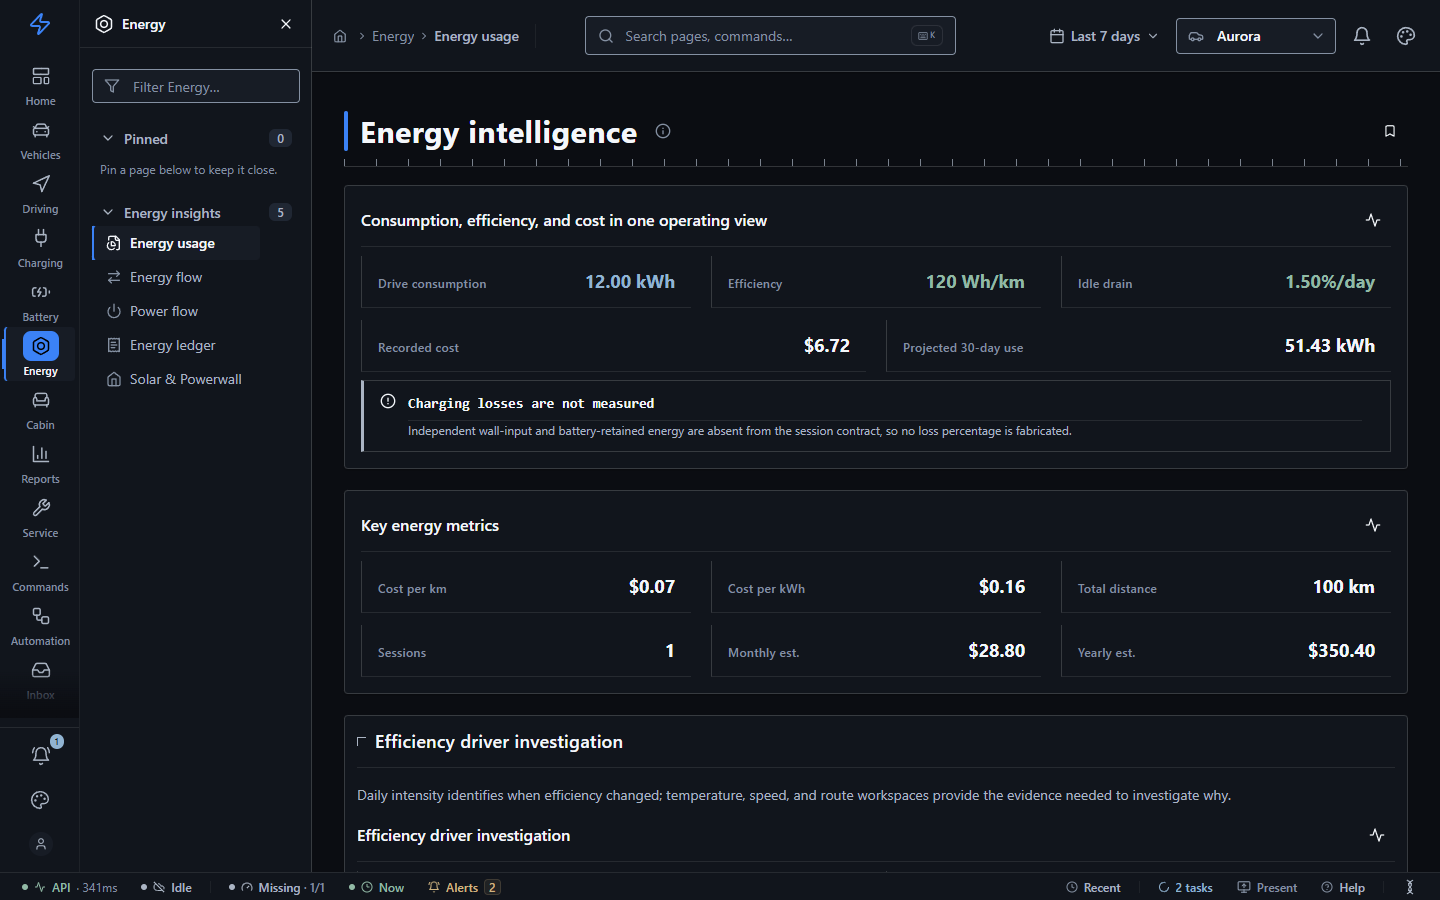 Energy
Home
Vehicles
Driving
Charging
Battery
Energy
Cabin
Reports
Service
Commands
Automation
Inbox
1
Filter Energy...
Pinned 0
Pin a page below to keep it close.
Energy insights 5
Energy usage
Energy flow
Power flow
Energy ledger
Solar & Powerwall
Energy Energy usage
Search pages, commands... K
Last 7 days
Aurora
Energy intelligence
Consumption, efficiency, and cost in one operating view
Drive consumption 12.00 kWh
Efficiency 120 Wh/km
Idle drain 1.50%/day
Recorded cost $6.72
Projected 30-day use 51.43 kWh
Charging losses are not measured
Independent wall-input and battery-retained energy are absent from the session contract, so no loss percentage is fabricated.
Key energy metrics
Cost per km $0.07
Cost per kWh $0.16
Total distance 100 km
Sessions 1
Monthly est. $28.80
Yearly est. $350.40
Efficiency driver investigation
Daily intensity identifies when efficiency changed; temperature, speed, and route workspaces provide the evidence needed to investigate why.
Efficiency driver investigation
API · 341ms
Idle
Missing · 1/1
Now
Alerts 2
Recent
2 tasks
Present
Help